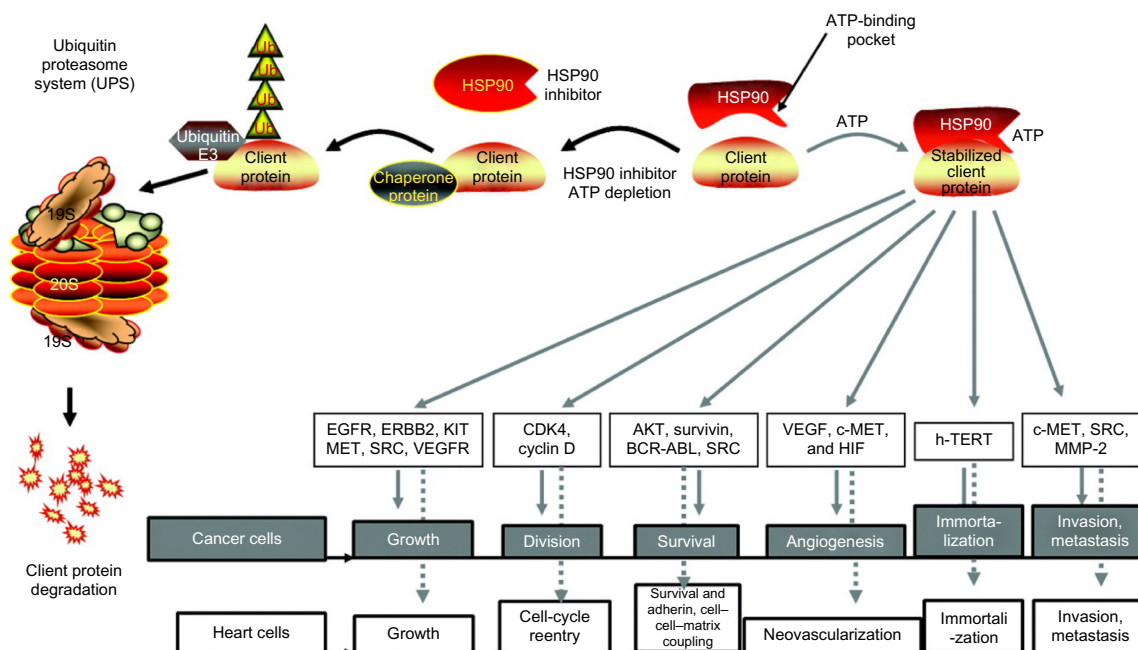 Ubiquitin
proteasome
system (UPS)
Ub
Ub
Ub
Ub
Ubiquitin
E3
Client
protein
HSP90
HSP90
inhibitor
Chaperone
protein
Client
protein
HSP90 inhibitor
ATP depletion
ATP-binding
pocket
HSP90
Client
protein
ATP
HSP90
ATP
Stabilized
client
protein
19S
20S
19S
Client protein
degradation
EGFR, ERBB2, KIT
MET, SRC, VEGFR
CDK4,
cyclin D
AKT, survivin,
BCR-ABL, SRC
VEGF, c-MET,
and HIF
h-TERT
c-MET, SRC,
MMP-2
Cancer cells
Growth
Division
Survival
Angiogenesis
Immorta-
lization
Invasion,
metastasis
Heart cells
Growth
Cell-cycle
reentry
Survival and
adherin, cell–
cell–matrix
coupling
Neovascularization
Immortali
-zation
Invasion,
metastasis